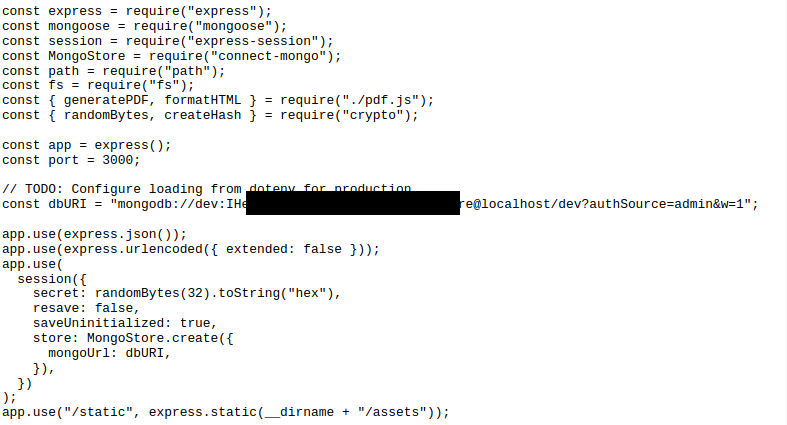 const express = require("express");
const mongoose = require("mongoose");
const session = require("express-session");
const MongoStore = require("connect-mongo");
const path = require("path");
const fs = require("fs");
const { generatePDF, formatHTML } = require("./pdf.js");
const { randomBytes, createHash } = require("crypto");

const app = express();
const port = 3000;

// TODO: Configure loading from dotenv for production
const dbURI = "mongodb://dev:IHe re@localhost/dev?authSource=admin&w=1";

app.use(express.json());
app.use(express.urlencoded({ extended: false }));
app.use(
  session({
    secret: randomBytes(32).toString("hex"),
    resave: false,
    saveUninitialized: true,
    store: MongoStore.create({
      mongoUrl: dbURI,
    }),
  })
);
app.use("/static", express.static(__dirname + "/assets"));